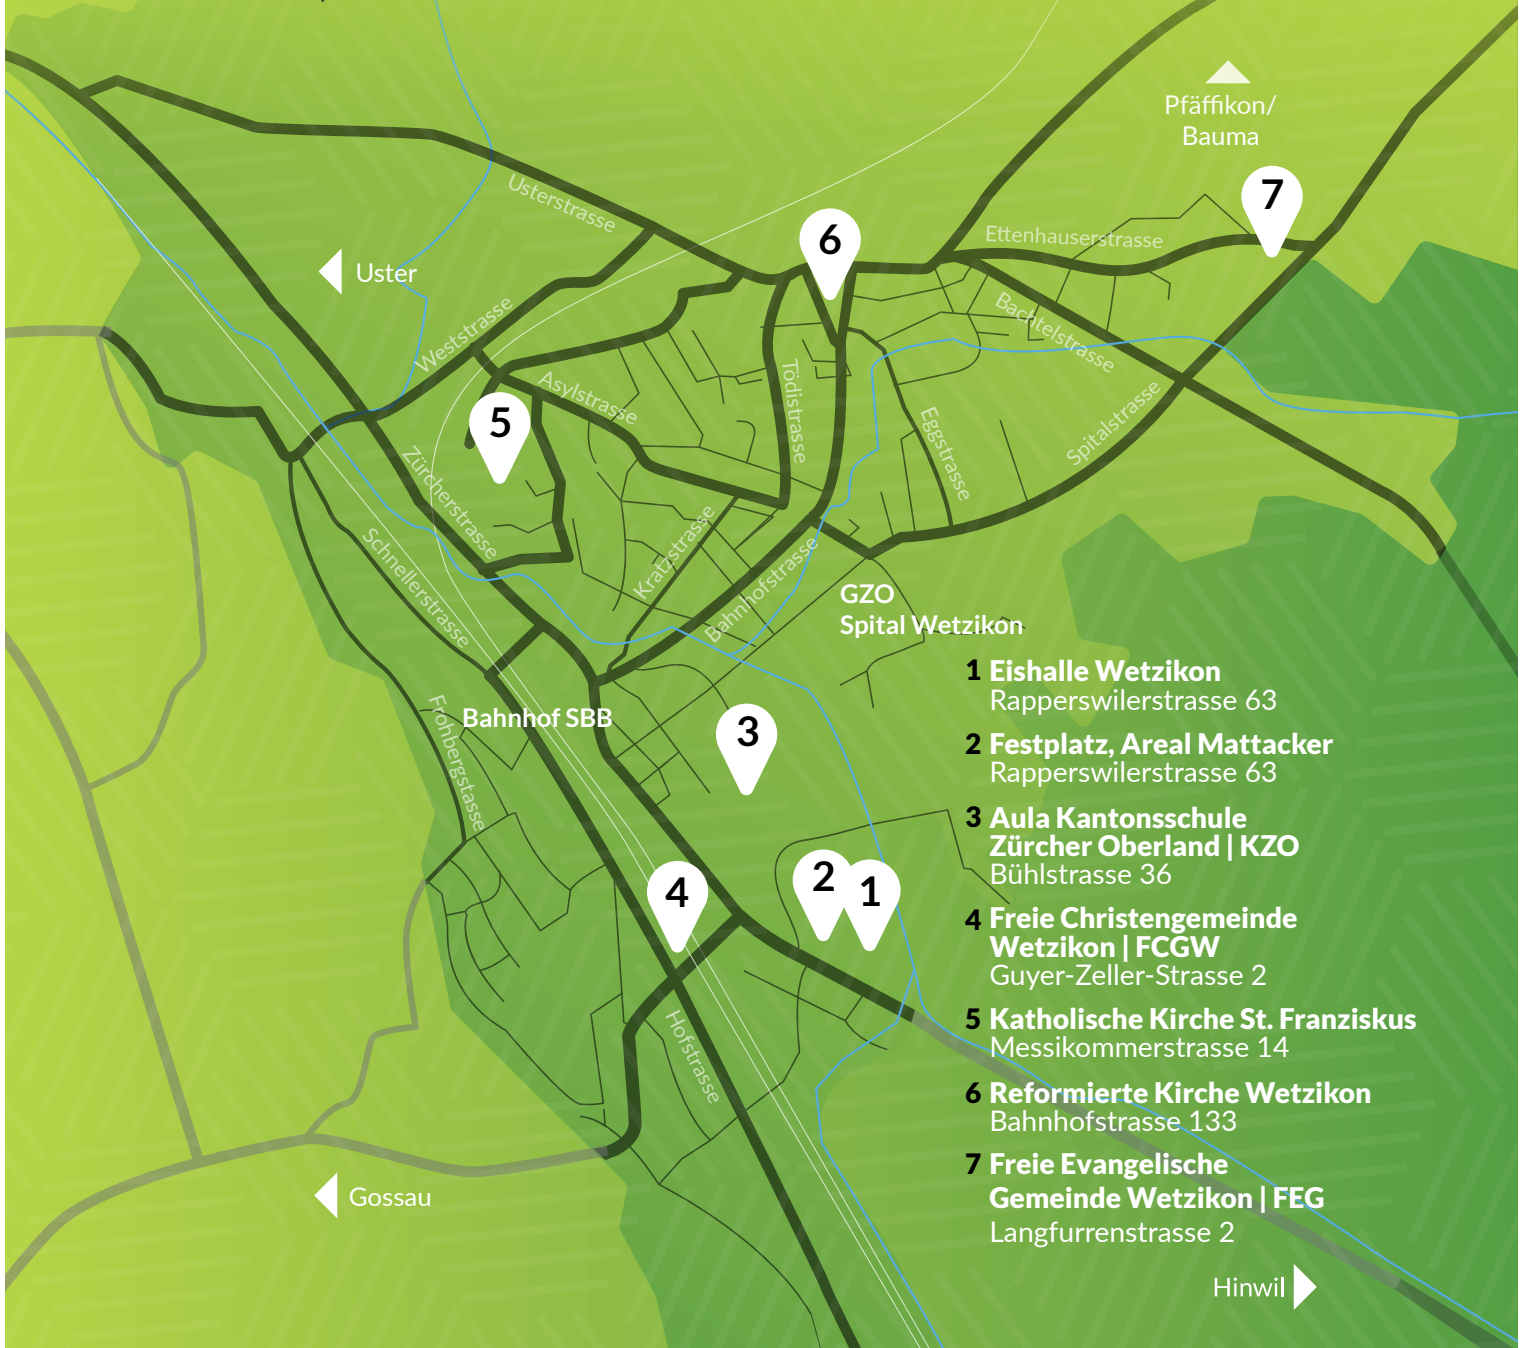 Pfäffikon/
Bauma
7
Usterstrasse
6
Ettenhauserstrasse
Uster
Weststrasse
Bachtelstrasse
Asylstrasse
Tödistrasse
5
Eggstrasse
Spitalstrasse
Zürcherstrasse
Schnellerstrasse
Kratzstrasse
Bahnhofstrasse
GZO
Spital Wetzikon
Frohbergstasse
Bahnhof SBB
3
4
2
1
Hofstrasse
1 Eishalle Wetzikon
Rapperswilerstrasse 63
2 Festplatz, Areal Mattacker
Rapperswilerstrasse 63
3 Aula Kantonsschule
Zürcher Oberland | KZO
Bühlstrasse 36
4 Freie Christengemeinde
Wetzikon | FCGW
Guyer-Zeller-Strasse 2
5 Katholische Kirche St. Franziskus
Messikommerstrasse 14
6 Reformierte Kirche Wetzikon
Bahnhofstrasse 133
7 Freie Evangelische
Gemeinde Wetzikon | FEG
Langfurrenstrasse 2
Gossau
Hinwil